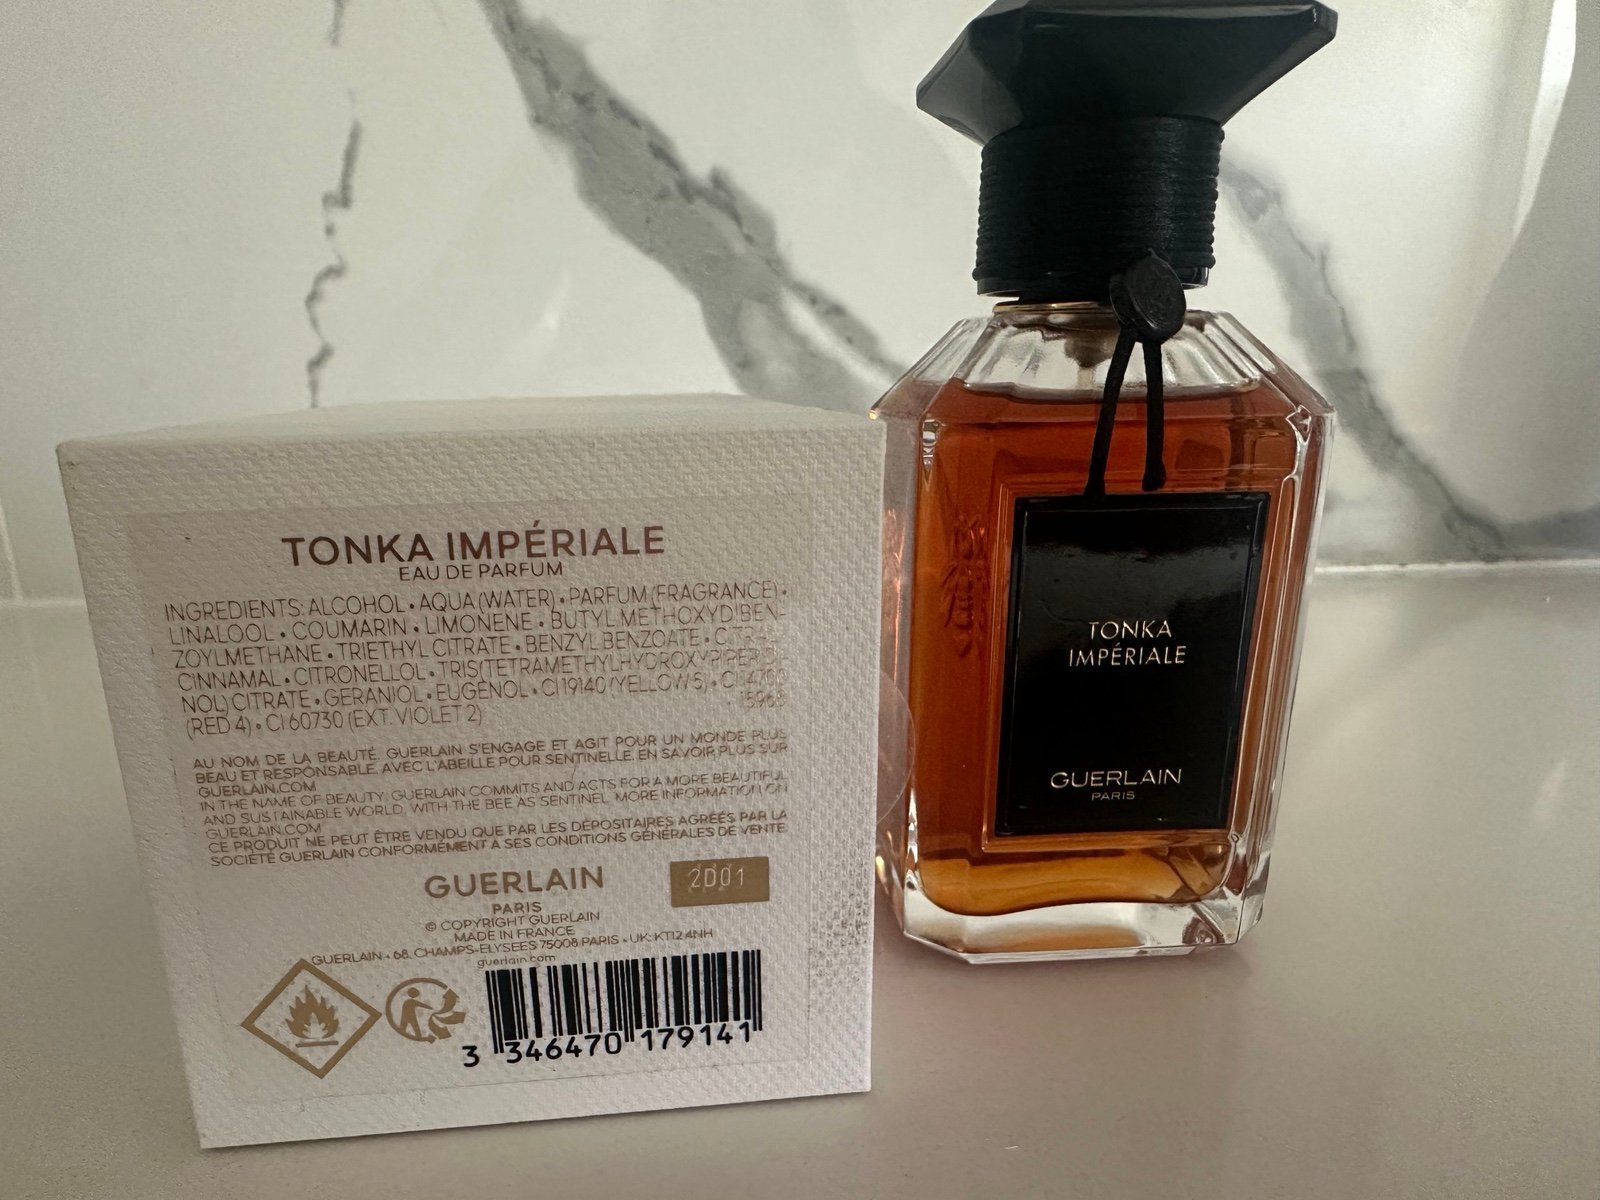 TONKA IMPÉRIALE
EAU DE PARFUM
INGREDIENTS: ALCOHOL • AQUA (WATER) • PARFUM (FRAGRANCE) •
LINALOOL • COUMARIN • LIMONENE • BUTYL METHOXYDIBEN-
ZOYLMETHANE • TRIETHYL CITRATE • BENZYL BENZOATE •
CINNAMAL • CITRONELLOL •
NOL) CITRATE • GERANIOL • EUGENOL • CI 19140 (YELLOW 5) •
(RED 4) • CI 60730 (EXT. VIOLET 2)
AU NOM DE LA BEAUTÉ, GUERLAIN S'ENGAGE ET AGIT POUR UN MONDE PLUS
BEAU ET RESPONSABLE, AVEC L'ABEILLE POUR SENTINELLE. EN SAVOIR PLUS SUR
GUERLAIN.COM
IN THE NAME OF BEAUTY, GUERLAIN COMMITS AND ACTS FOR A MORE BEAUTIFUL
AND SUSTAINABLE WORLD, WITH THE BEE AS SENTINEL. MORE INFORMATION ON
GUERLAIN.COM
CE PRODUIT NE PEUT ÊTRE VENDU QUE PAR LES DÉPOSITAIRES AGRÉÉS PAR LA
SOCIÉTÉ GUERLAIN CONFORMÉMENT A SES CONDITIONS GÉNÉRALES DE VENTE.
GUERLAIN
PARIS
2D01
© COPYRIGHT GUERLAIN
MADE IN FRANCE
GUERLAIN • 68, CHAMPS-ELYSEES 75008 PARIS • UK: KT12 4NH
guerlain.com
3 346470 179141
TONKA
IMPÉRIALE
GUERLAIN
PARIS